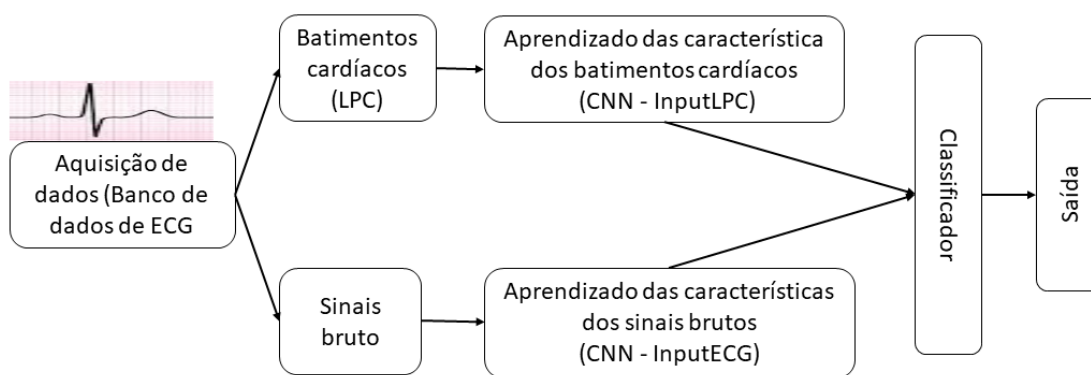 Aquisição de
dados (Banco de
dados de ECG
Batimentos
cardíacos
(LPC)
Aprendizado das característica
dos batimentos cardíacos
(CNN - InputLPC)
Sinais
bruto
Aprendizado das características
dos sinais brutos
(CNN - InputECG)
Classificador
Saída